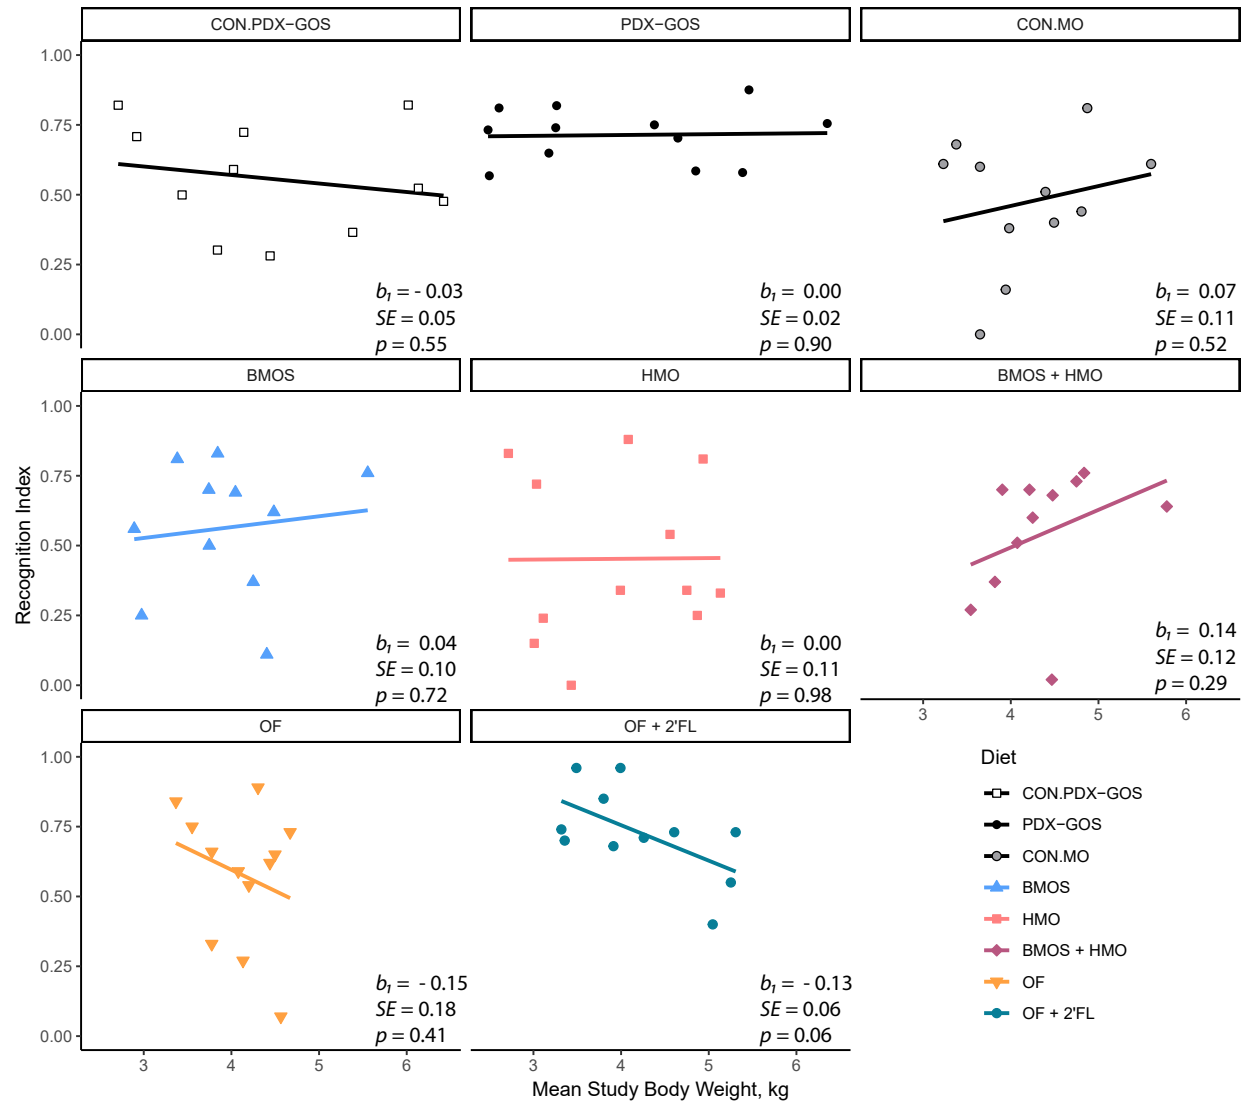 CON.PDX−GOS
PDX−GOS
CON.MO
1.00
0.75
0.50
0.25
0.00
b₁ = - 0.03
SE = 0.05
p = 0.55
b₁ = 0.00
SE = 0.02
p = 0.90
b₁ = 0.07
SE = 0.11
p = 0.52
BMOS
HMO
BMOS + HMO
1.00
0.75
0.50
0.25
0.00
Recognition Index
b₁ = 0.04
SE = 0.10
p = 0.72
b₁ = 0.00
SE = 0.11
p = 0.98
b₁ = 0.14
SE = 0.12
p = 0.29
3 4 5 6
OF
OF + 2'FL
1.00
0.75
0.50
0.25
0.00
b₁ = - 0.15
SE = 0.18
p = 0.41
b₁ = - 0.13
SE = 0.06
p = 0.06
3 4 5 6
3 4 5 6
Mean Study Body Weight, kg
Diet
CON.PDX−GOS
PDX−GOS
CON.MO
BMOS
HMO
BMOS + HMO
OF
OF + 2'FL